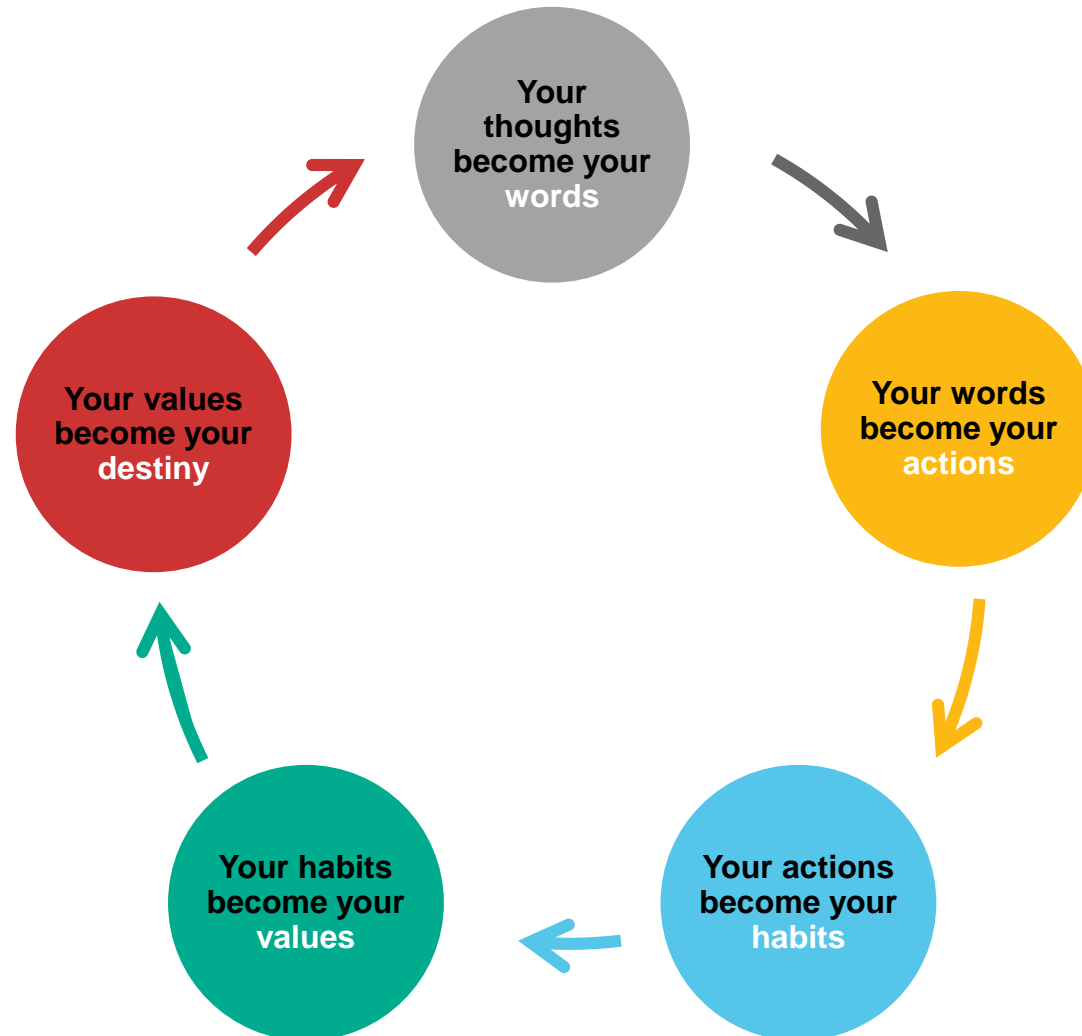 Your
thoughts
become your
words
Your words
become your
actions
Your actions
become your
habits
Your habits
become your
values
Your values
become your
destiny